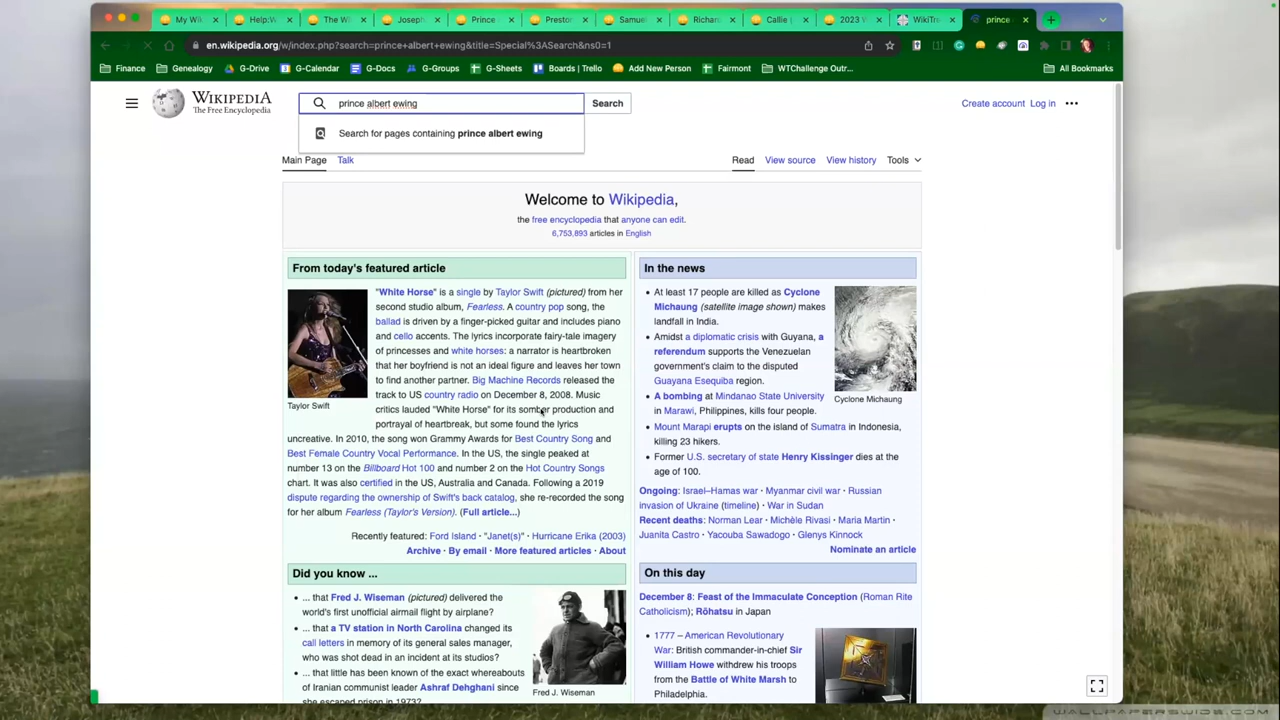 My Wi
Help:W
The Wi
Joseph
Prince
Presto
Samuel
Richar
Callie (
2023 W
WikiTr
prince
en.wikipedia.org/w/index.php?search=prince+albert+ewing&title=Special%3ASearch&ns0=1
Finance
Genealogy
G-Drive
G-Calendar
G-Docs
G-Groups
G-Sheets
Boards | Trello
Add New Person
Fairmont
WTChallenge Outr...
All Bookmarks
WIKIPEDIA
The Free Encyclopedia
prince albert ewing
Search
Create account Log in
Search for pages containing prince albert ewing
Main Page Talk
Read View source View history Tools
Welcome to Wikipedia,
the free encyclopedia that anyone can edit.
6,753,893 articles in English
From today's featured article
"White Horse" is a single by Taylor Swift (pictured) from her
second studio album, Fearless. A country pop song, the
ballad is driven by a finger-picked guitar and includes piano
and cello accents. The lyrics incorporate fairy-tale imagery
of princesses and white horses: a narrator is heartbroken
that her boyfriend is not an ideal figure and leaves her town
to find another partner. Big Machine Records released the
track to US country radio on December 8, 2008. Music
critics lauded "White Horse" for its somber production and
portrayal of heartbreak, but some found the lyrics
Taylor Swift
uncreative. In 2010, the song won Grammy Awards for Best Country Song and
Best Female Country Vocal Performance. In the US, the single peaked at
number 13 on the Billboard Hot 100 and number 2 on the Hot Country Songs
chart. It was also certified in the US, Australia and Canada. Following a 2019
dispute regarding the ownership of Swift's back catalog, she re-recorded the song
for her album Fearless (Taylor's Version). (Full article...)
Recently featured: Ford Island · "Janet(s)" · Hurricane Erika (2003)
Archive · By email · More featured articles · About
Did you know ...
... that Fred J. Wiseman (pictured) delivered the
world's first unofficial airmail flight by airplane?
... that a TV station in North Carolina changed its
call letters in memory of its general sales manager,
who was shot dead in an incident at its studios?
... that little has been known of the exact whereabouts
of Iranian communist leader Ashraf Dehghani since
she escaped prison in 1973?
Fred J. Wiseman
In the news
At least 17 people are killed as Cyclone
Michaung (satellite image shown) makes
landfall in India.
Amidst a diplomatic crisis with Guyana, a
referendum supports the Venezuelan
government's claim to the disputed
Guayana Esequiba region.
A bombing at Mindanao State University
in Marawi, Philippines, kills four people.
Cyclone Michaung
Mount Marapi erupts on the island of Sumatra in Indonesia,
killing 23 hikers.
Former U.S. secretary of state Henry Kissinger dies at the
age of 100.
Ongoing: Israel–Hamas war · Myanmar civil war · Russian
invasion of Ukraine (timeline) · War in Sudan
Recent deaths: Norman Lear · Michèle Rivasi · Maria Martin ·
Juanita Castro · Yacouba Sawadogo · Glenys Kinnock
Nominate an article
On this day
December 8: Feast of the Immaculate Conception (Roman Rite
Catholicism); Rōhatsu in Japan
1777 – American Revolutionary
War: British commander-in-chief Sir
William Howe withdrew his troops
from the Battle of White Marsh to
Philadelphia.
WALLPAPERSWIDE.COM